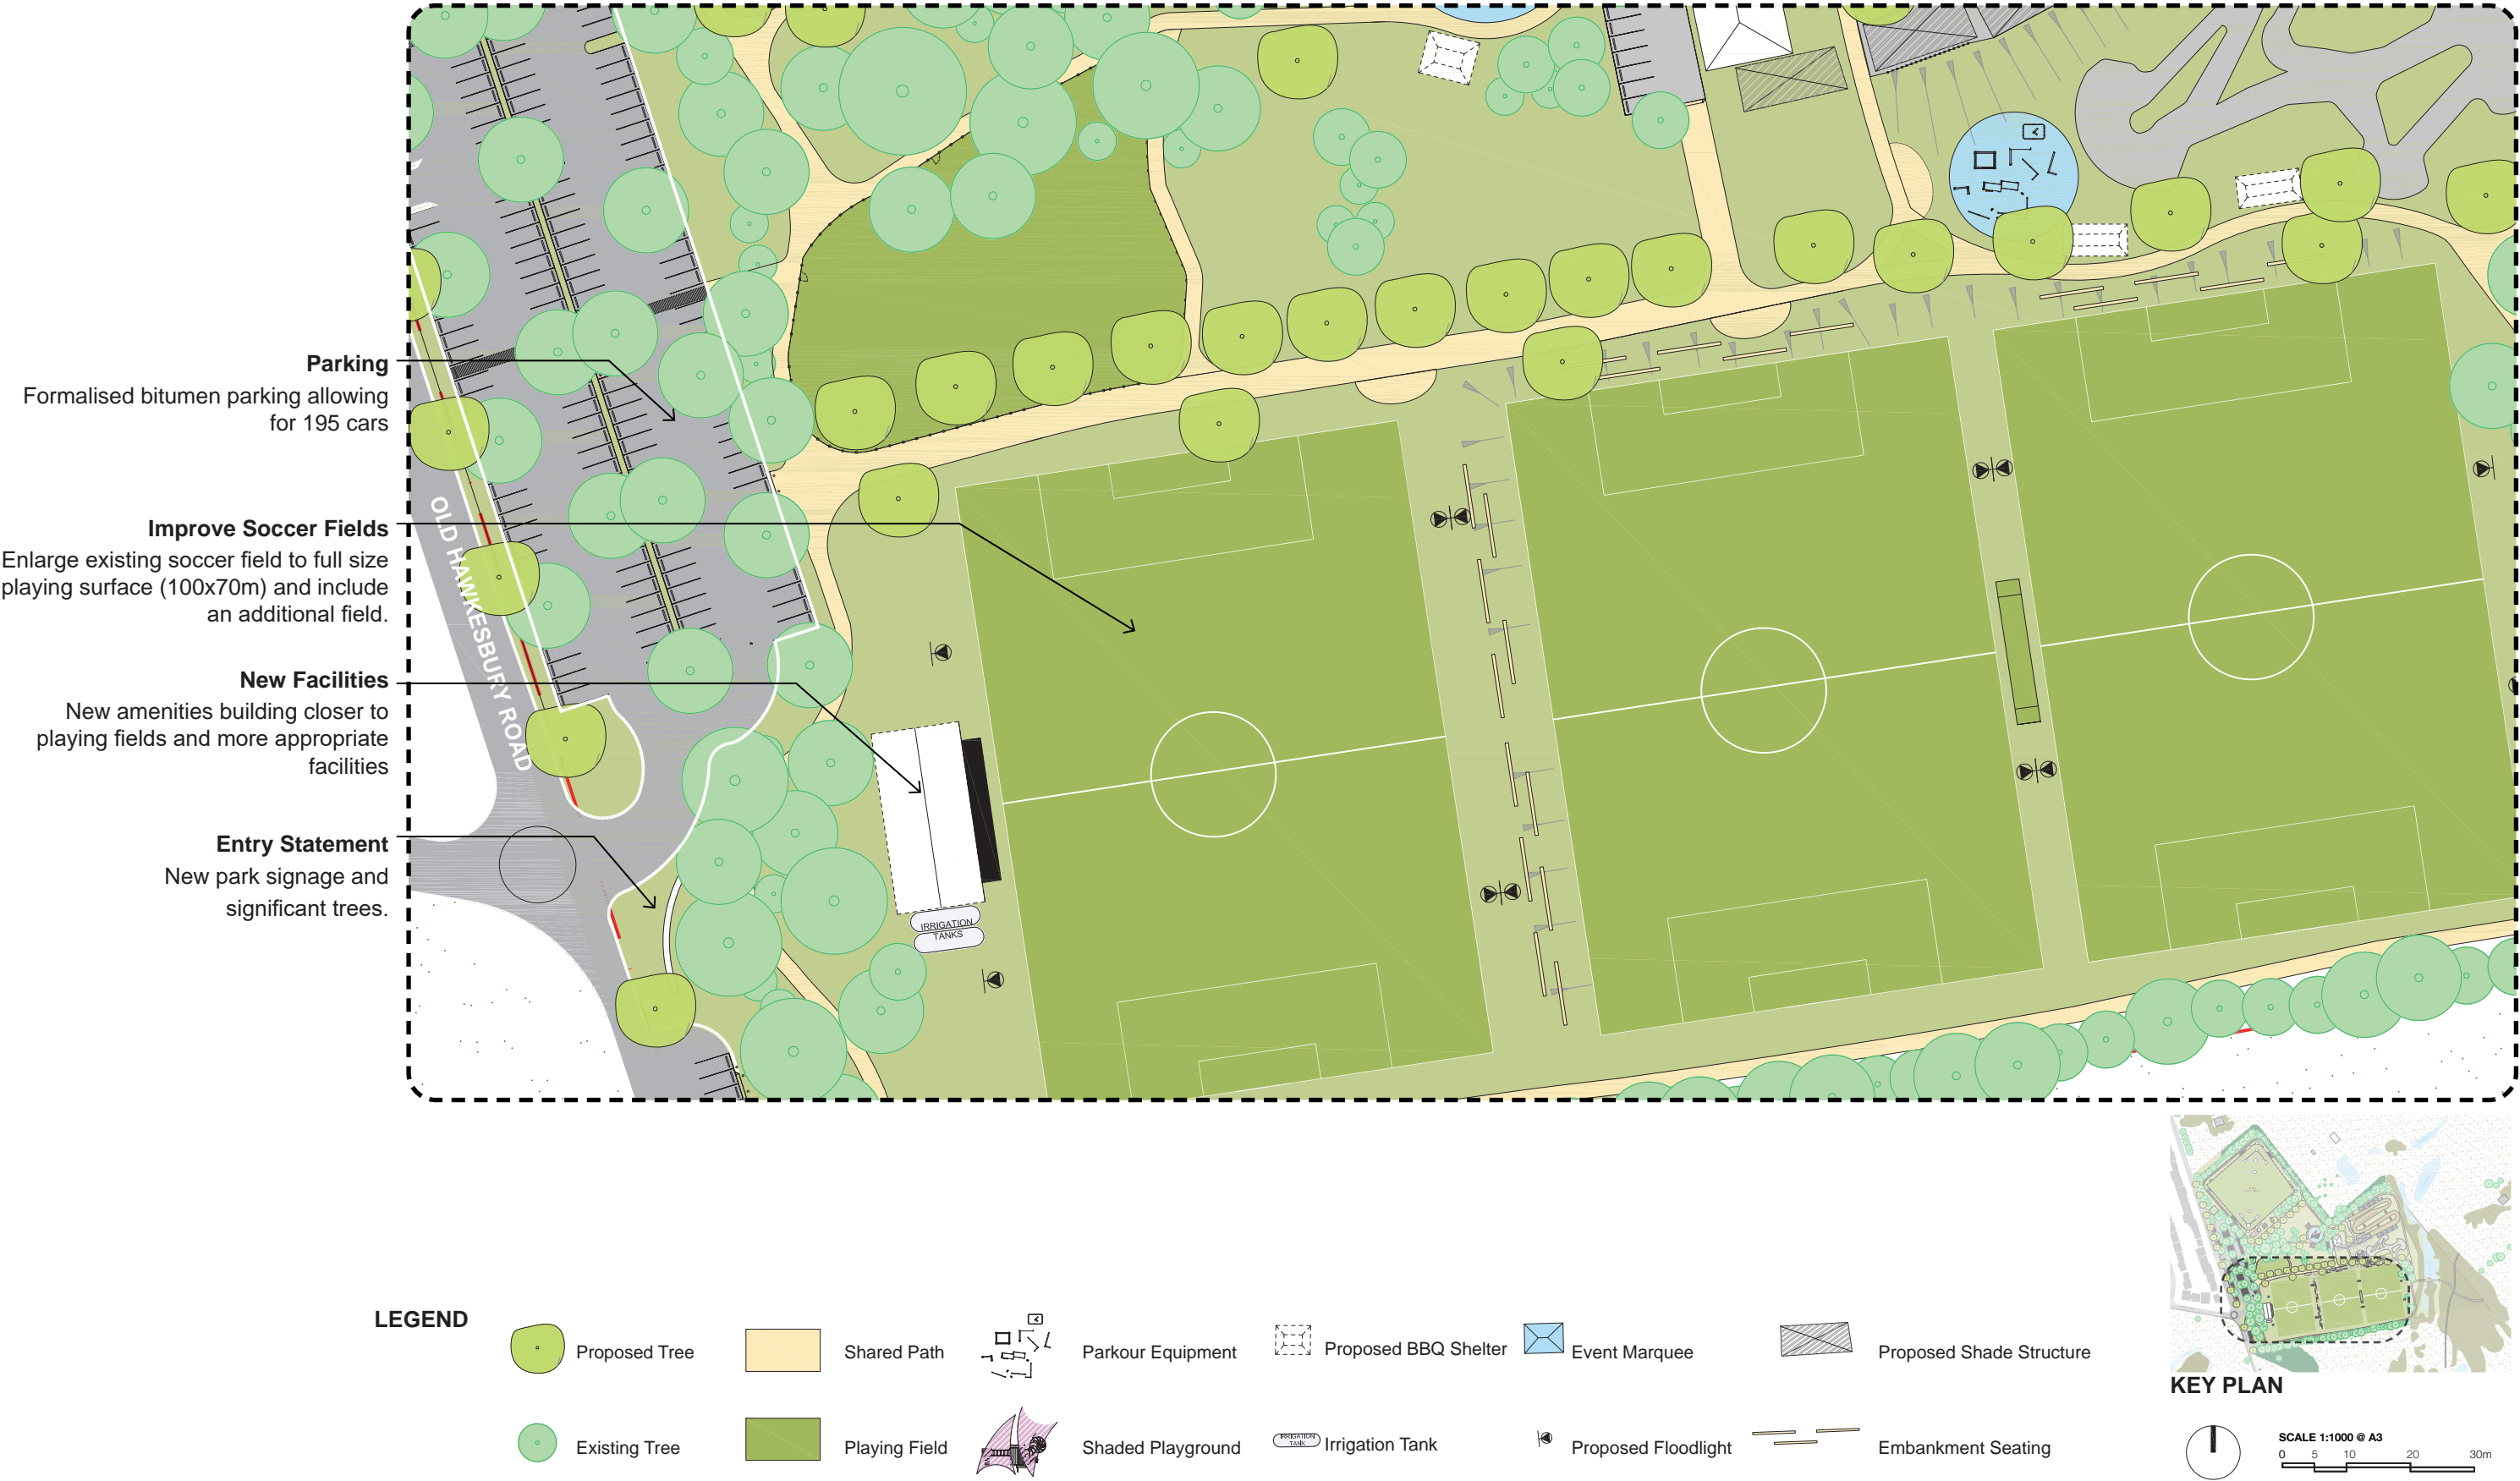 Parking
Formalised bitumen parking allowing
for 195 cars
Improve Soccer Fields
Enlarge existing soccer field to full size
playing surface (100x70m) and include
an additional field.
New Facilities
New amenities building closer to
playing fields and more appropriate
facilities
Entry Statement
New park signage and
significant trees.
OLD HAWKESBURY ROAD
IRRIGATION
TANKS
LEGEND
Proposed Tree
Shared Path
Parkour Equipment
Proposed BBQ Shelter
Event Marquee
Proposed Shade Structure
Existing Tree
Playing Field
Shaded Playground
IRRIGATION
TANK
Irrigation Tank
Proposed Floodlight
Embankment Seating
KEY PLAN
SCALE 1:1000 @ A3
0 5 10 20 30m